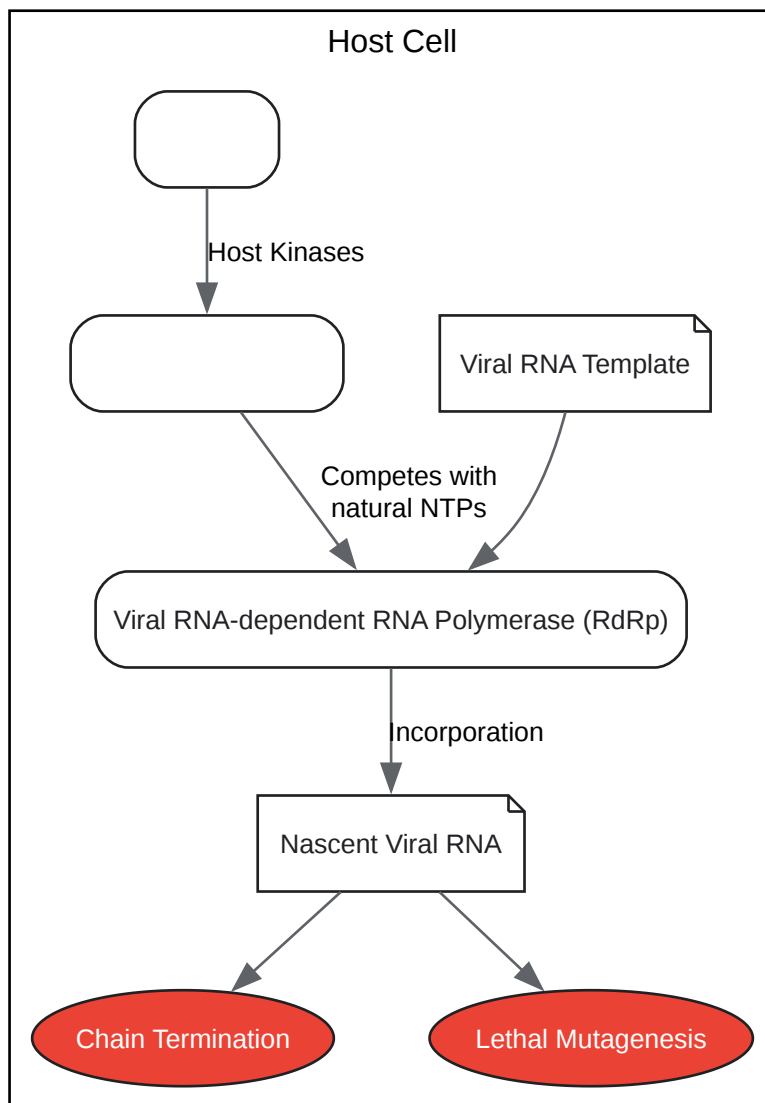 Host Cell
Host Kinases
Viral RNA Template
Competes with
natural NTPs
Viral RNA-dependent RNA Polymerase (RdRp)
Incorporation
Nascent Viral RNA
Chain Termination
Lethal Mutagenesis